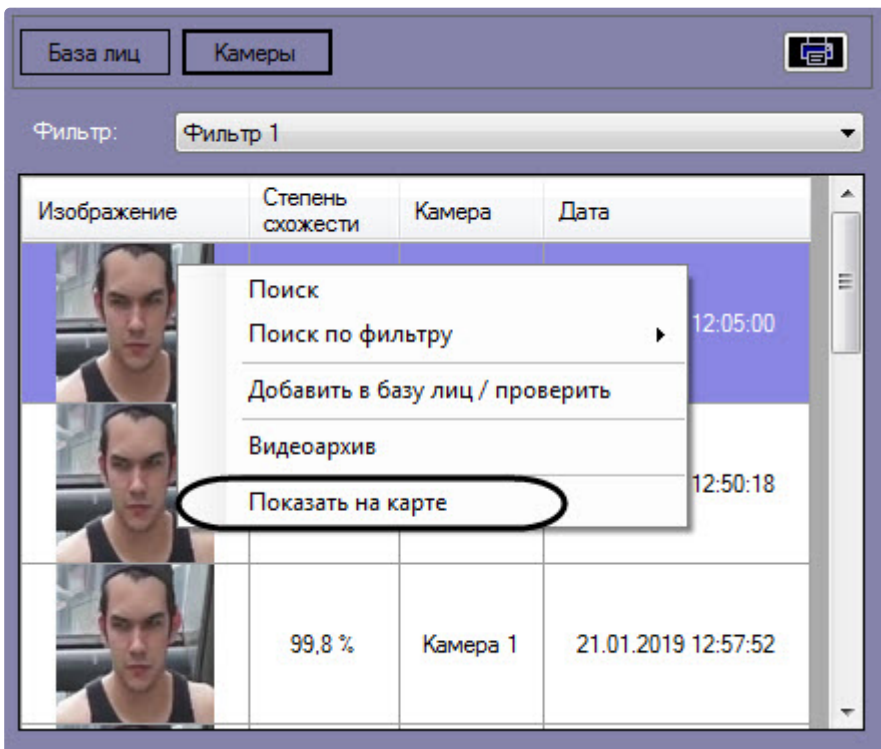 База лиц
Камеры
Фильтр:
Фильтр 1
Изображение
Степень
схожести
Камера
Дата
12:05:00
Поиск
Поиск по фильтру
Добавить в базу лиц / проверить
Видеоархив
Показать на карте
12:50:18
99,8 %
Камера 1
21.01.2019 12:57:52